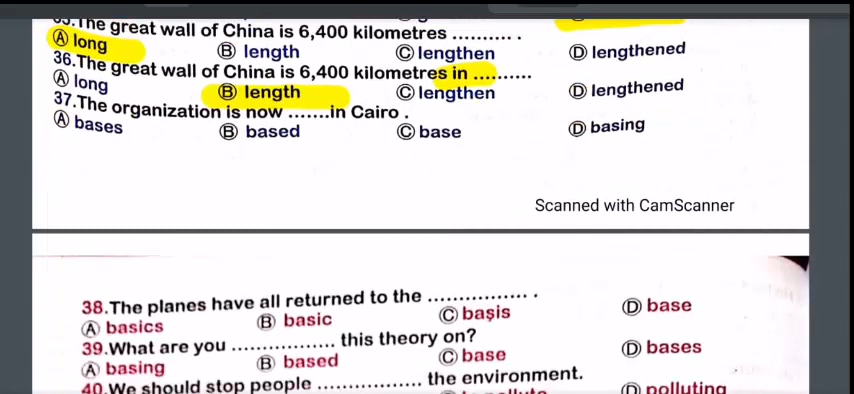 35.The great wall of China is 6,400 kilometres .......... .
Ⓐ long Ⓑ length Ⓒ lengthen Ⓓ lengthened
36.The great wall of China is 6,400 kilometres in ..........
Ⓐ long Ⓑ length Ⓒ lengthen Ⓓ lengthened
37.The organization is now .......in Cairo .
Ⓐ bases Ⓑ based Ⓒ base Ⓓ basing
Scanned with CamScanner
38.The planes have all returned to the ................ .
Ⓐ basics Ⓑ basic Ⓒ başis Ⓓ base
39.What are you ................. this theory on?
Ⓐ basing Ⓑ based Ⓒ base Ⓓ bases
40.We should stop people ................. the environment.
Ⓓ polluting